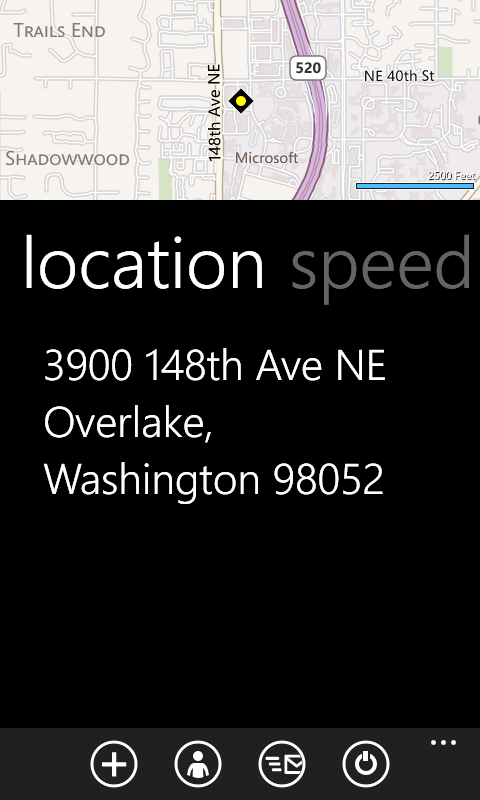 TRAILS END
520
NE 40th St
148th Ave NE
SHADOWWOOD
Microsoft
2500 Feet
location speed
3900 148th Ave NE
Overlake,
Washington 98052